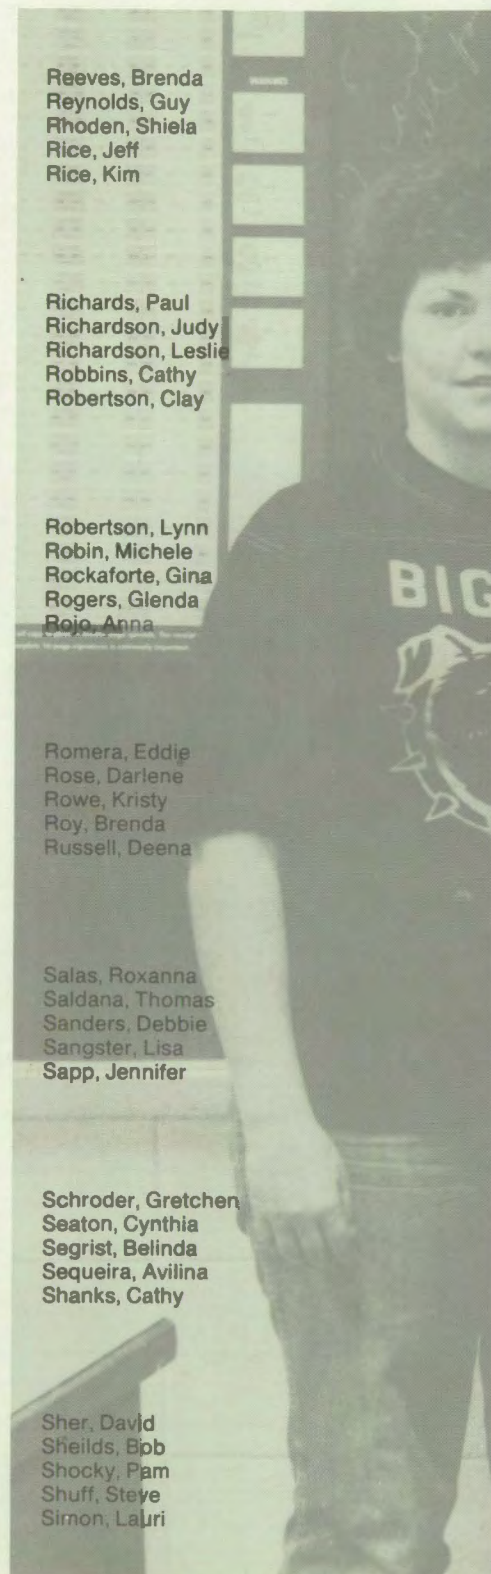 Reeves, Brenda
Reynolds, Guy
Rhoden, Shiela
Rice, Jeff
Rice, Kim
Richards, Paul
Richardson, Judy
Richardson, Leslie
Robbins, Cathy
Robertson, Clay
Robertson, Lynn
Robin, Michele
Rockaforte, Gina
Rogers, Glenda
Rojo, Anna
BIG
Romera, Eddie
Rose, Darlene
Rowe, Kristy
Roy, Brenda
Russell, Deena
Salas, Roxanna
Saldana, Thomas
Sanders, Debbie
Sangster, Lisa
Sapp, Jennifer
Schroder, Gretchen
Seaton, Cynthia
Segrist, Belinda
Sequeira, Avilina
Shanks, Cathy
Sher, David
Sheilds, Bob
Shocky, Pam
Shuff, Steve
Simon, Lauri